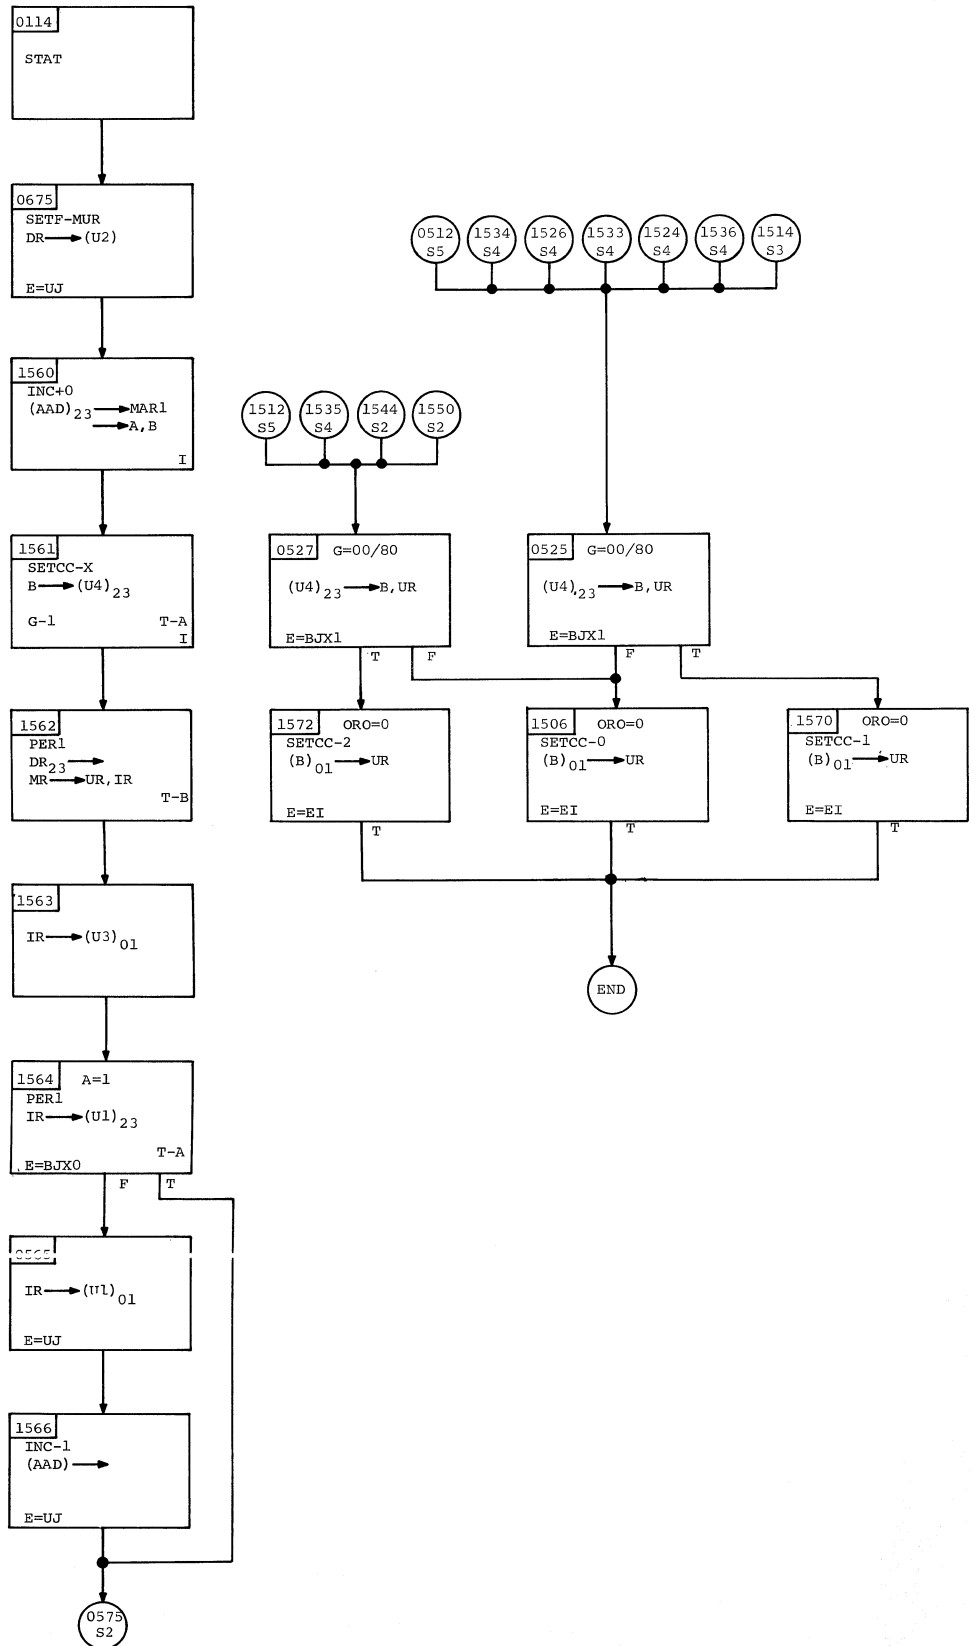 0114
STAT
0675
SETF-MUR
DR (U2)
E=UJ
1560
INC+0
(AAD)23 MAR1
A,B
I
1561
SETCC-X
B (U4)23
G-1 T-A
I
1562
PER1
DR23
MR UR,IR
T-B
1563
IR (U3)01
1564 A=1
PER1
IR (U1)23
T-A
E=BJX0
F T
IR (U1)01
E=UJ
1566
INC-1
(AAD)
E=UJ
0575
S2
0512
S5
1534
S4
1526
S4
1533
S4
1524
S4
1536
S4
1514
S3
1512
S5
1535
S4
1544
S2
1550
S2
0527 G=00/80
(U4)23 B,UR
E=BJX1
T F
0525 G=00/80
(U4)23 B,UR
E=BJX1
F T
1572 ORO=0
SETCC-2
(B)01 UR
E=EI
T
1506 ORO=0
SETCC-0
(B)01 UR
E=EI
T
1570 ORO=0
SETCC-1
(B)01 UR
E=EI
T
END